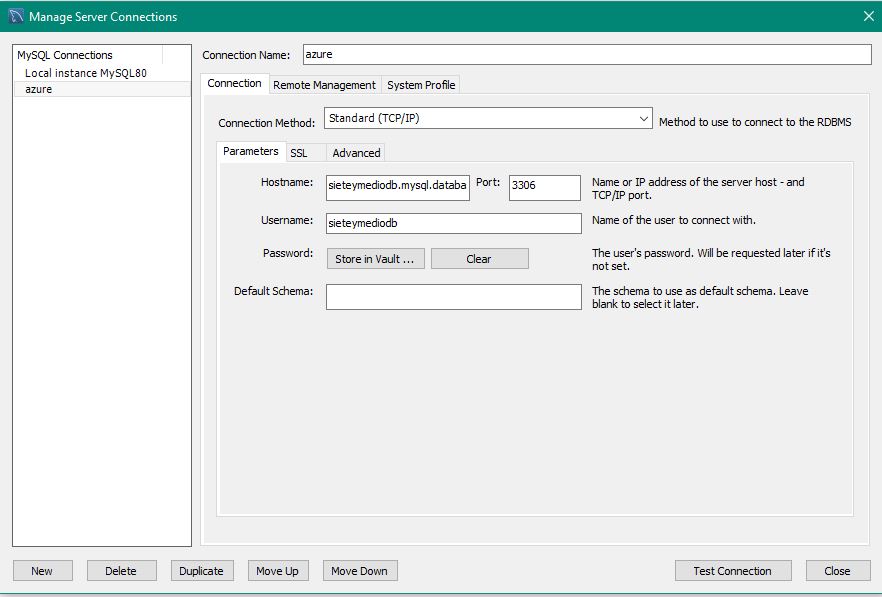 Manage Server Connections
MySQL Connections
Local instance MySQL80
azure
Connection Name:
azure
Connection
Remote Management
System Profile
Connection Method:
Standard (TCP/IP)
Method to use to connect to the RDBMS
Parameters
SSL
Advanced
Hostname:
sieteymediodb.mysql.databa
Port:
3306
Name or IP address of the server host - and
TCP/IP port.
Username:
sieteymediodb
Name of the user to connect with.
Password:
Store in Vault ...
Clear
The user's password. Will be requested later if it's
not set.
Default Schema:
The schema to use as default schema. Leave
blank to select it later.
New
Delete
Duplicate
Move Up
Move Down
Test Connection
Close